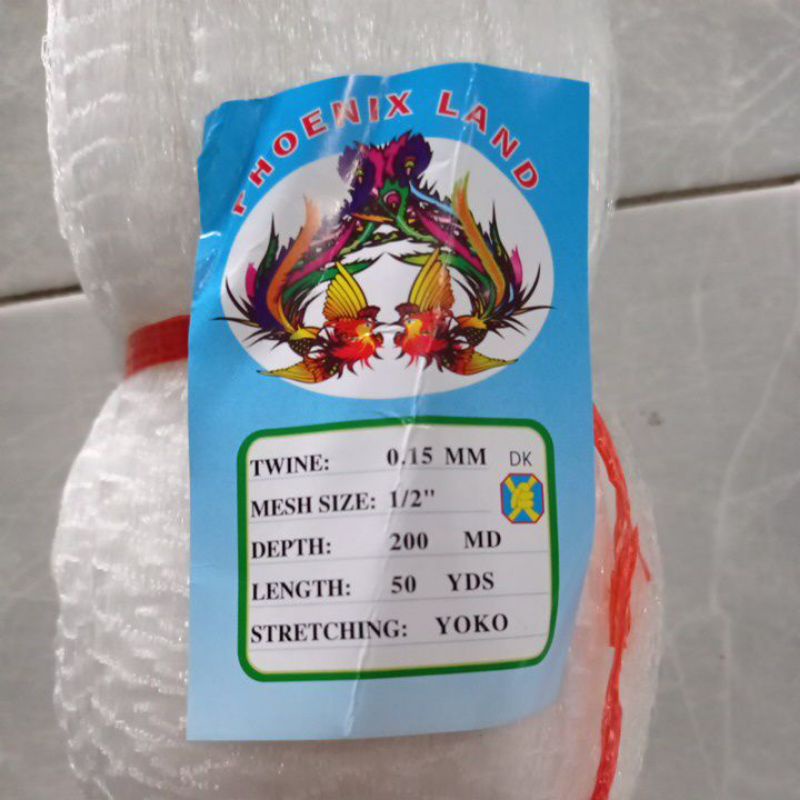 PHOENIX LAND
TWINE: 0.15 MM DK
MESH SIZE: 1/2"
DEPTH: 200 MD
LENGTH: 50 YDS
STRETCHING: YOKO